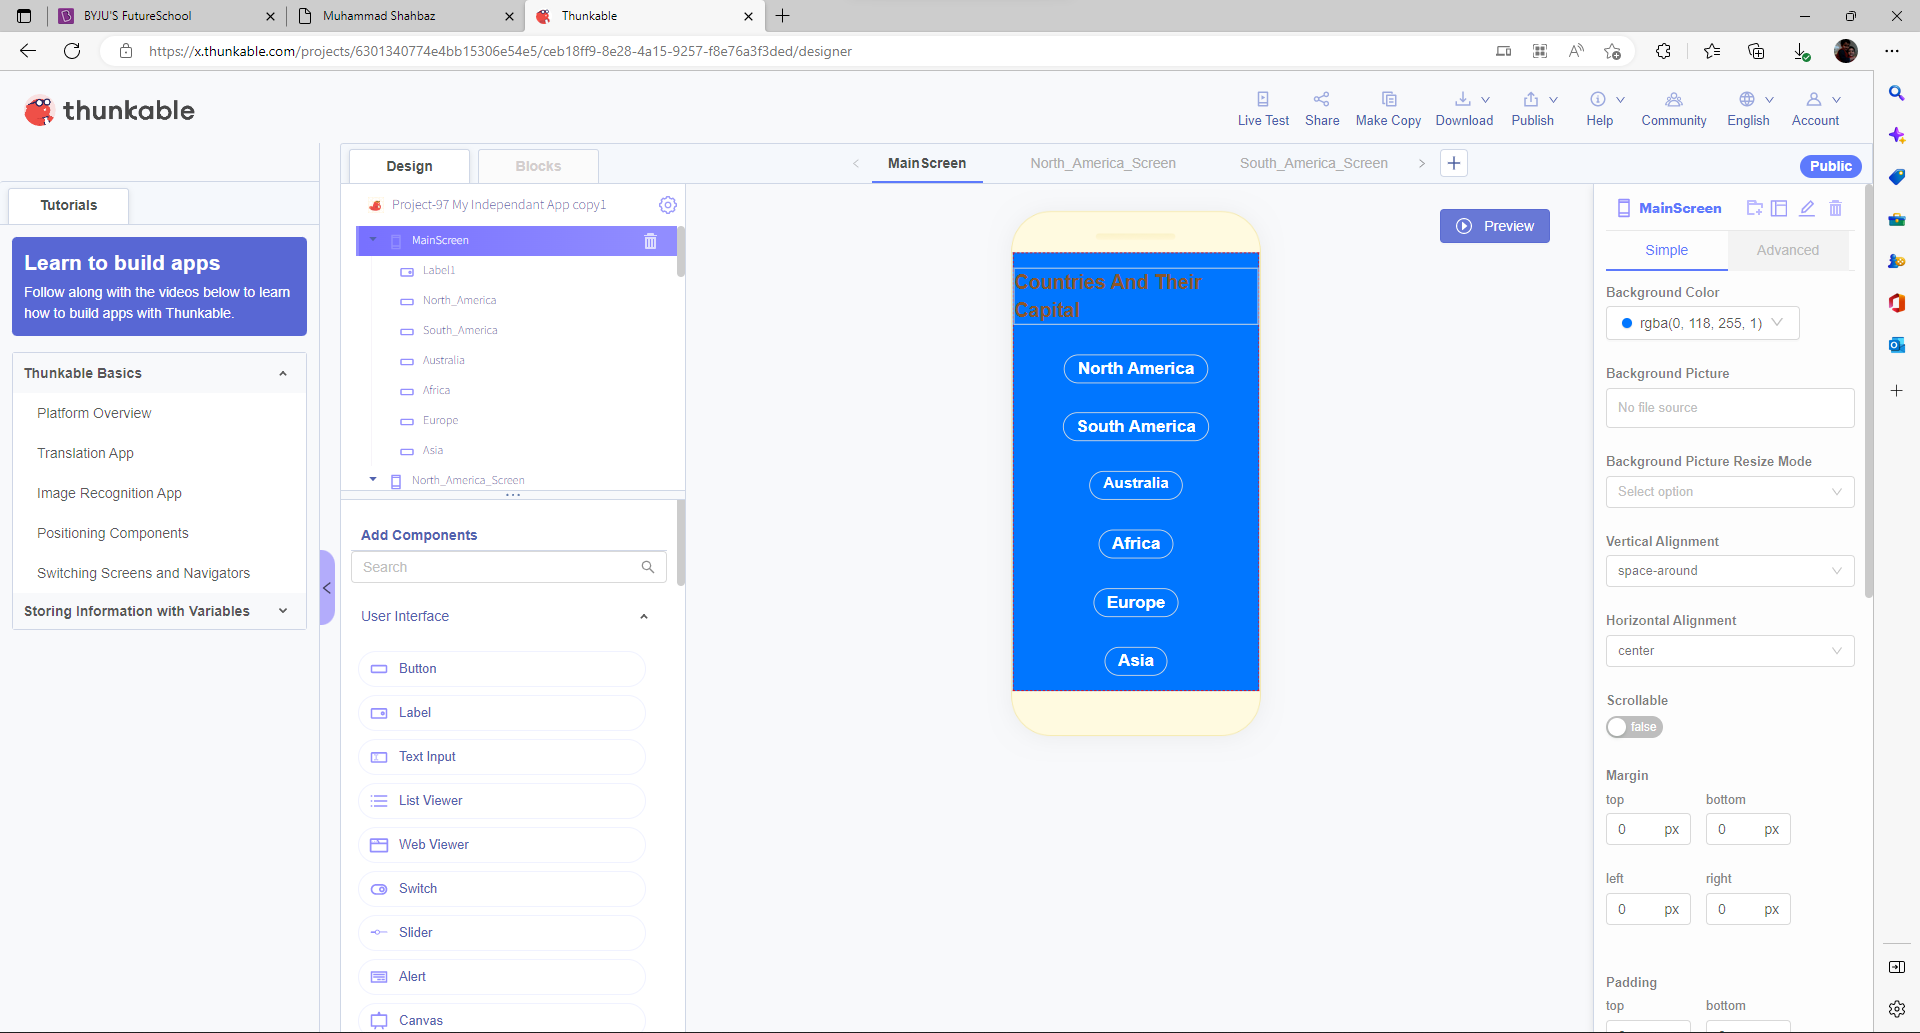 BYJU'S FutureSchool
Muhammad Shahbaz
Thunkable
https://x.thunkable.com/projects/6301340774e4bb15306e54e5/ceb18ff9-8e28-4a15-9257-f8e76a3f3ded/designer
thunkable
Live Test
Share
Make Copy
Download
Publish
Help
Community
English
Account
Design
Blocks
MainScreen
North_America_Screen
South_America_Screen
Public
Tutorials
Learn to build apps
Follow along with the videos below to learn
how to build apps with Thunkable.
Thunkable Basics
Platform Overview
Translation App
Image Recognition App
Positioning Components
Switching Screens and Navigators
Storing Information with Variables
Project-97 My Independant App copy1
MainScreen
Label1
North_America
South_America
Australia
Africa
Europe
Asia
North_America_Screen
Add Components
Search
User Interface
Button
Label
Text Input
List Viewer
Web Viewer
Switch
Slider
Alert
Canvas
Preview
Countries And Their
Capital
North America
South America
Australia
Africa
Europe
Asia
MainScreen
Simple
Advanced
Background Color
rgba(0, 118, 255, 1)
Background Picture
No file source
Background Picture Resize Mode
Select option
Vertical Alignment
space-around
Horizontal Alignment
center
Scrollable
false
Margin
top
bottom
0 px
0 px
left
right
0 px
0 px
Padding
top
bottom